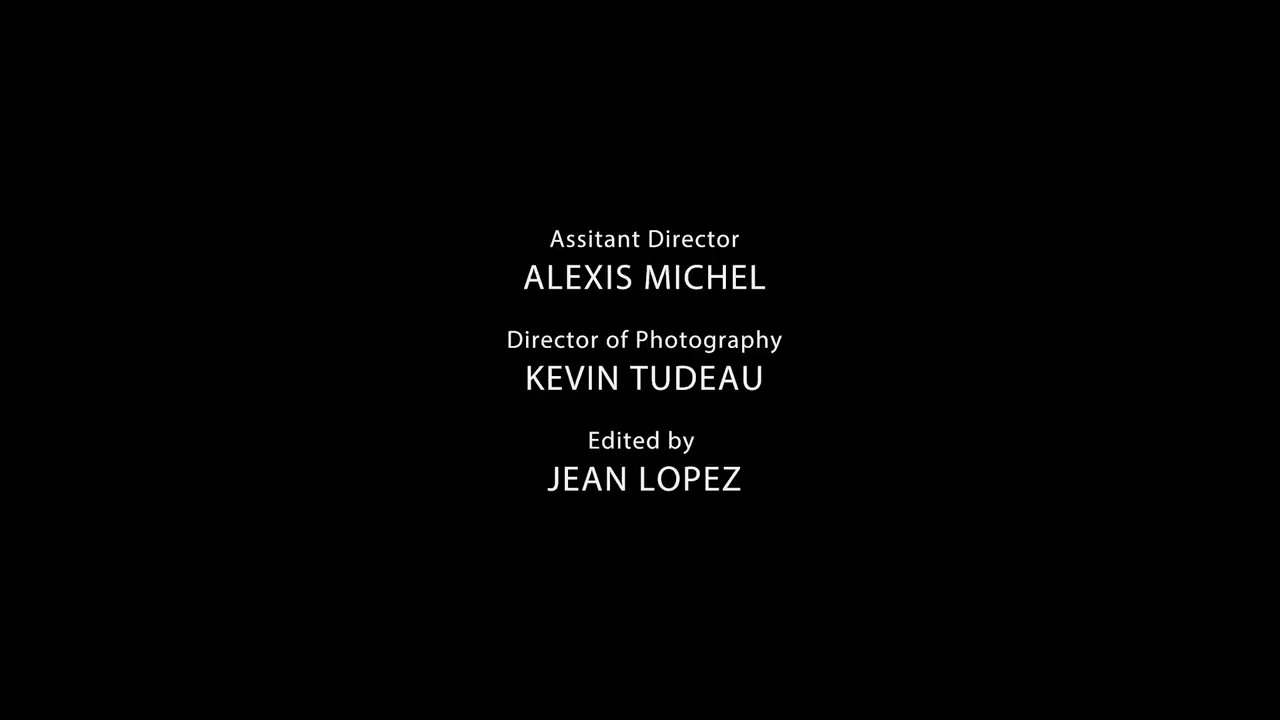 Assitant Director
ALEXIS MICHEL
Director of Photography
KEVIN TUDEAU
Edited by
JEAN LOPEZ